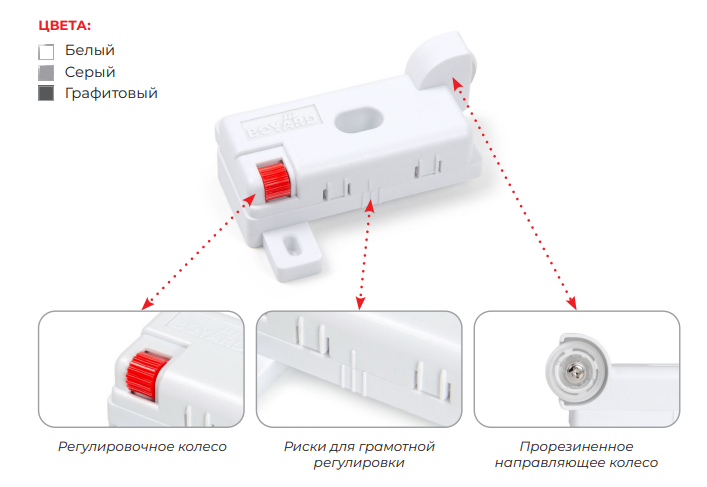 ЦВЕТА:
Белый
Серый
Графитовый
BOYARD
Регулировочное колесо
Риски для грамотной
регулировки
Прорезиненное
направляющее колесо